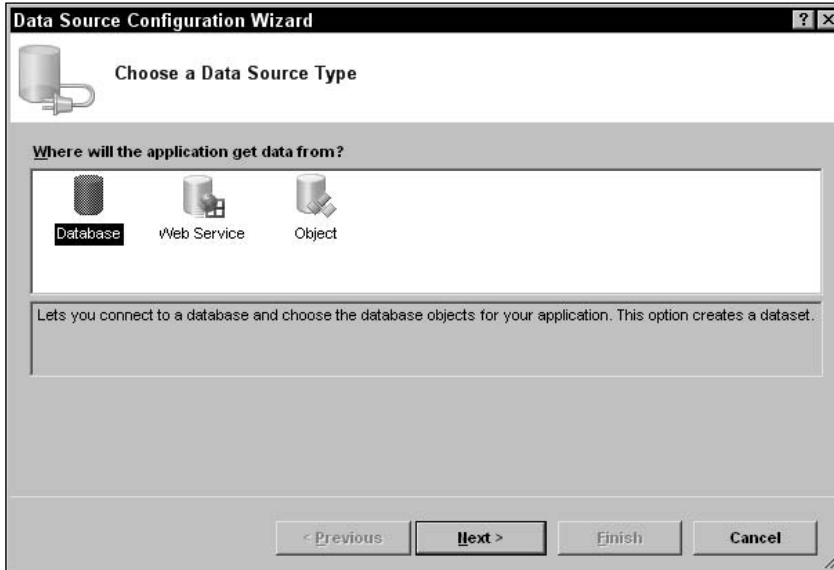 Data Source Configuration Wizard
Choose a Data Source Type
Where will the application get data from?
Database Web Service Object
Lets you connect to a database and choose the database objects for your application. This option creates a dataset.
< Previous Next > Finish Cancel